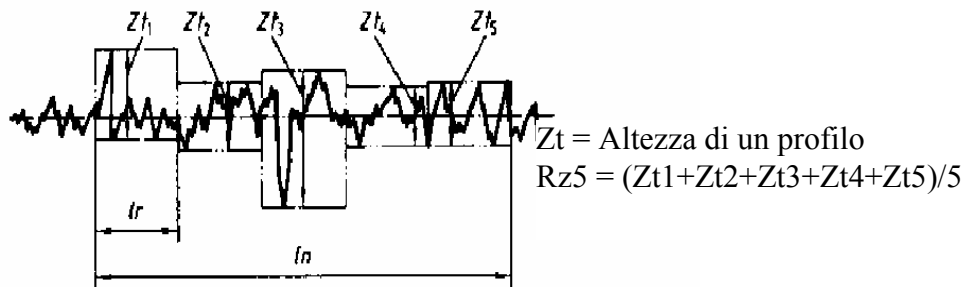 Zt1 Zt2 Zt3 Zt4 Zt5
Zt = Altezza di un profilo
Rz5 = (Zt1+Zt2+Zt3+Zt4+Zt5)/5
lr
ln